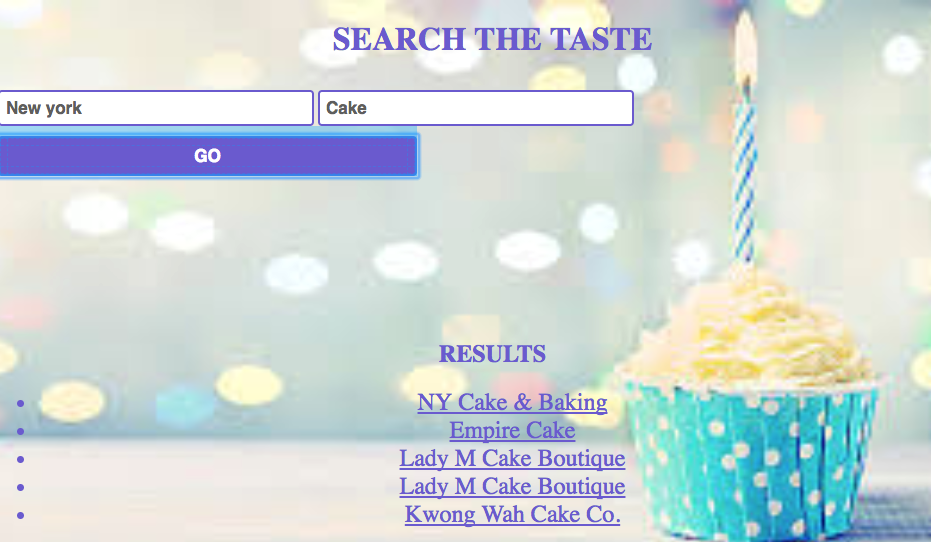 SEARCH THE TASTE
New york Cake
GO
RESULTS
NY Cake & Baking
Empire Cake
Lady M Cake Boutique
Lady M Cake Boutique
Kwong Wah Cake Co.